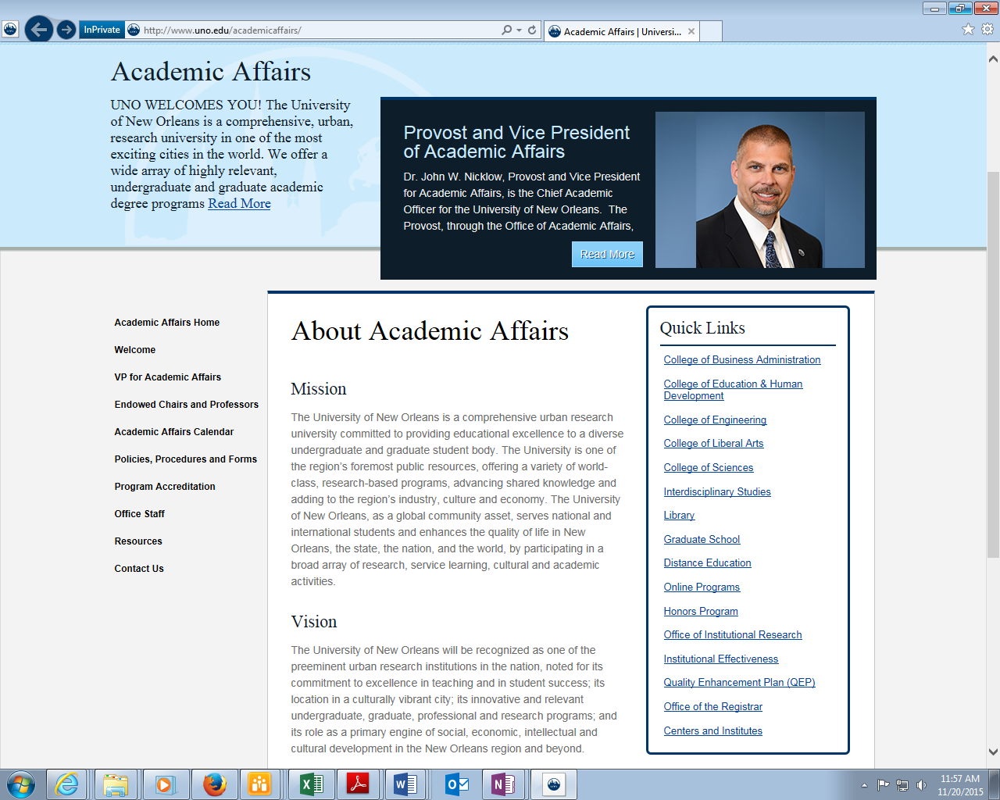 InPrivate
http://www.uno.edu/academicaffairs/
Academic Affairs | Universi...
Academic Affairs
UNO WELCOMES YOU! The University
of New Orleans is a comprehensive, urban,
research university in one of the most
exciting cities in the world. We offer a
wide array of highly relevant,
undergraduate and graduate academic
degree programs Read More
Provost and Vice President
of Academic Affairs
Dr. John W. Nicklow, Provost and Vice President
for Academic Affairs, is the Chief Academic
Officer for the University of New Orleans.  The
Provost, through the Office of Academic Affairs,
Read More
Academic Affairs Home
Welcome
VP for Academic Affairs
Endowed Chairs and Professors
Academic Affairs Calendar
Policies, Procedures and Forms
Program Accreditation
Office Staff
Resources
Contact Us
About Academic Affairs
Mission
The University of New Orleans is a comprehensive urban research
university committed to providing educational excellence to a diverse
undergraduate and graduate student body. The University is one of
the region’s foremost public resources, offering a variety of world-
class, research-based programs, advancing shared knowledge and
adding to the region’s industry, culture and economy. The University
of New Orleans, as a global community asset, serves national and
international students and enhances the quality of life in New
Orleans, the state, the nation, and the world, by participating in a
broad array of research, service learning, cultural and academic
activities.
Vision
The University of New Orleans will be recognized as one of the
preeminent urban research institutions in the nation, noted for its
commitment to excellence in teaching and in student success; its
location in a culturally vibrant city; its innovative and relevant
undergraduate, graduate, professional and research programs; and
its role as a primary engine of social, economic, intellectual and
cultural development in the New Orleans region and beyond.
Quick Links
College of Business Administration
College of Education & Human
Development
College of Engineering
College of Liberal Arts
College of Sciences
Interdisciplinary Studies
Library
Graduate School
Distance Education
Online Programs
Honors Program
Office of Institutional Research
Institutional Effectiveness
Quality Enhancement Plan (QEP)
Office of the Registrar
Centers and Institutes
11:57 AM
11/20/2015